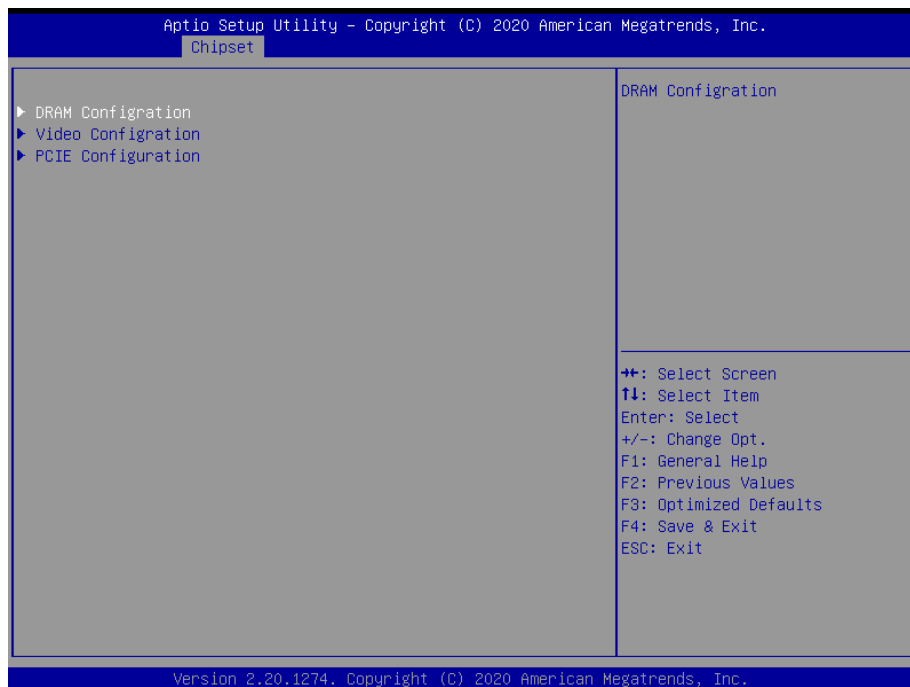 Aptio Setup Utility – Copyright (C) 2020 American Megatrends, Inc.
Chipset
DRAM Configration
Video Configration
PCIE Configuration
DRAM Configration
→←: Select Screen
↑↓: Select Item
Enter: Select
+/-: Change Opt.
F1: General Help
F2: Previous Values
F3: Optimized Defaults
F4: Save & Exit
ESC: Exit
Version 2.20.1274. Copyright (C) 2020 American Megatrends, Inc.